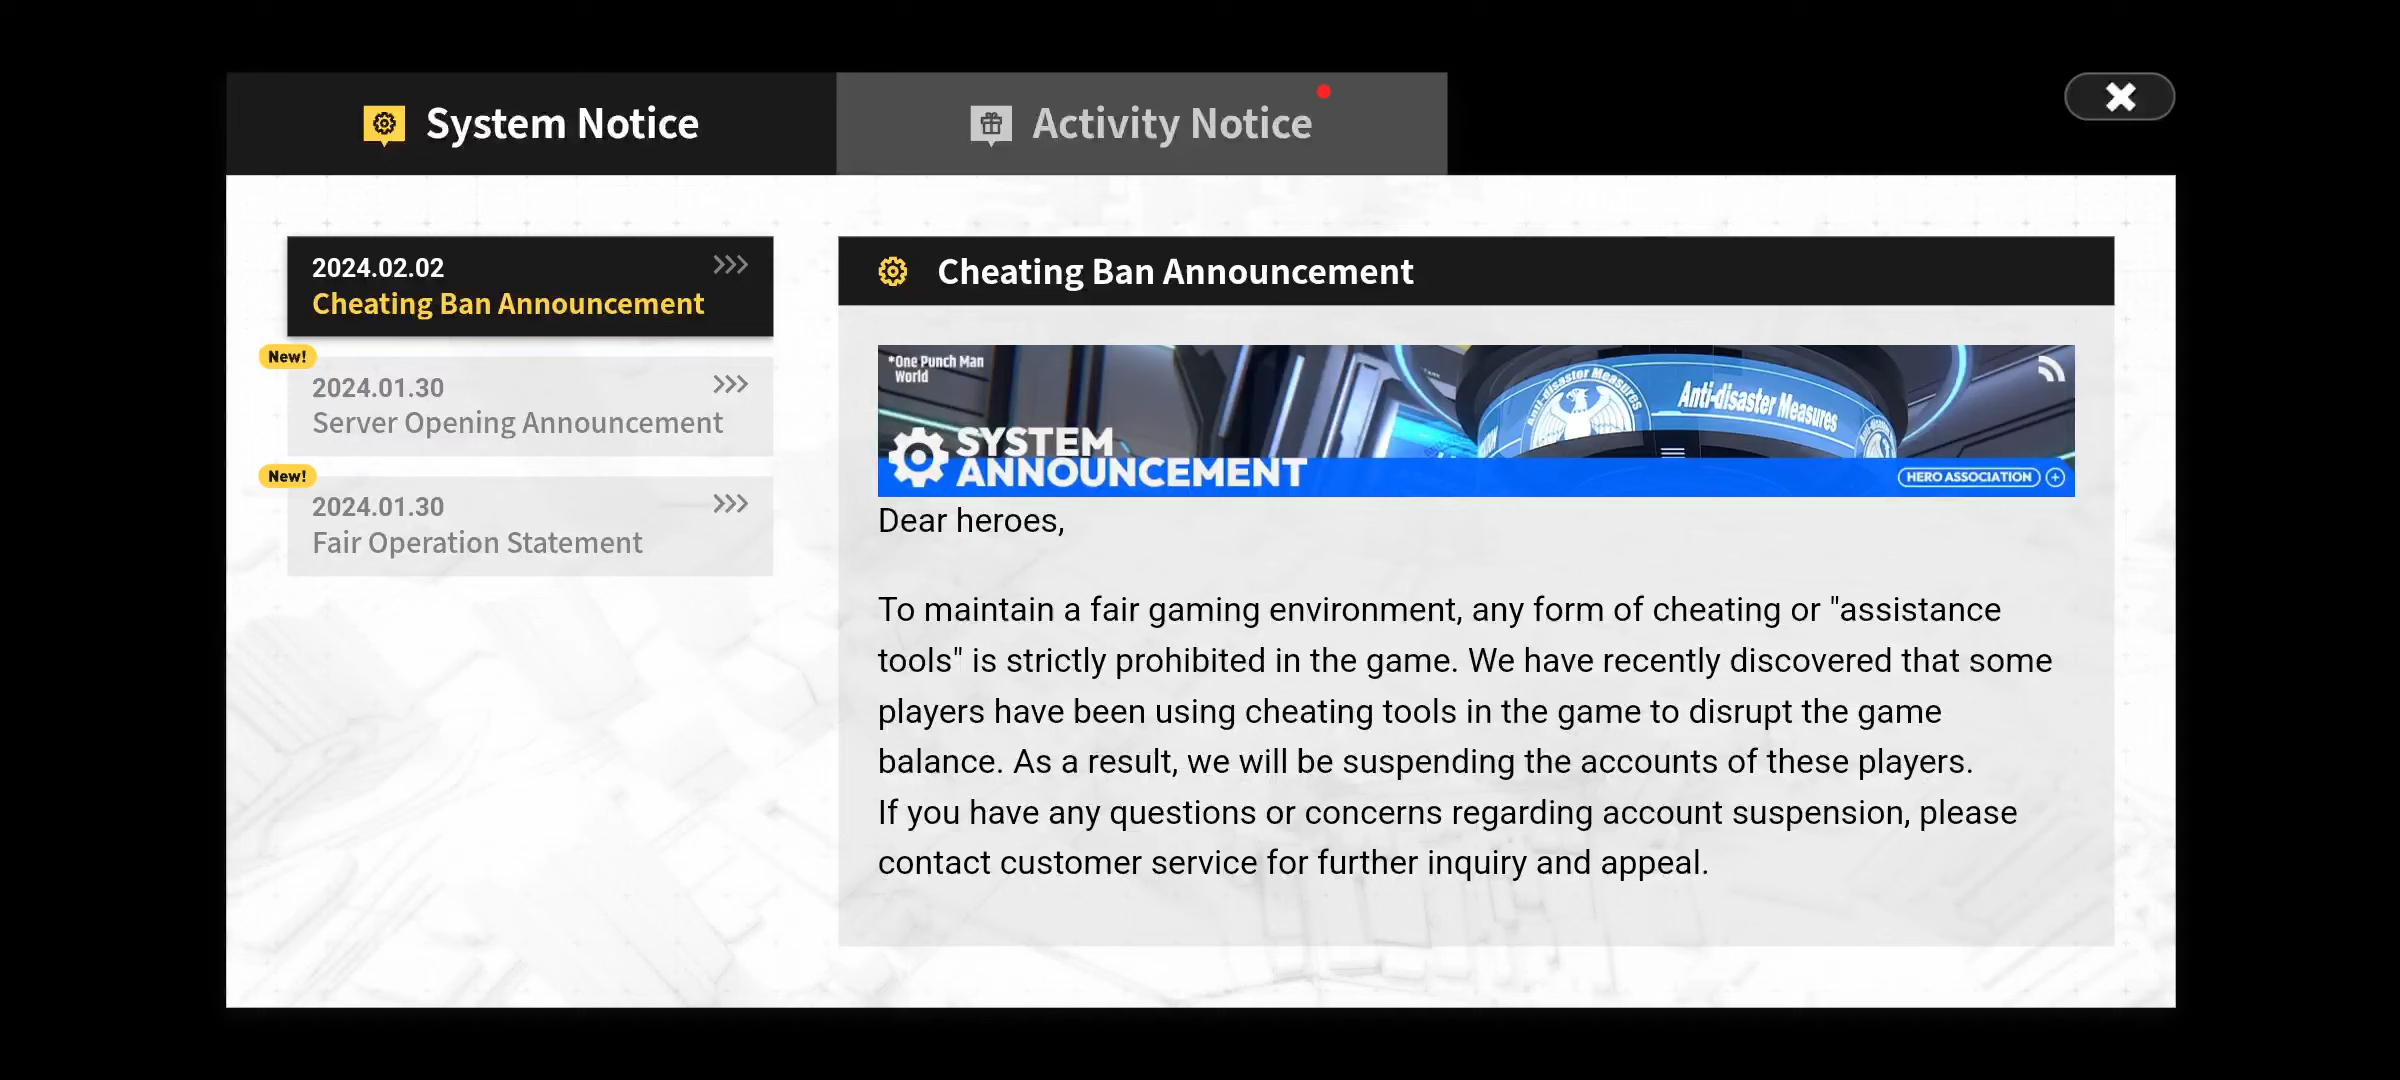 System Notice
Activity Notice
2024.02.02
Cheating Ban Announcement
New!
2024.01.30
Server Opening Announcement
New!
2024.01.30
Fair Operation Statement
Cheating Ban Announcement
*One Punch Man
World
Anti-disaster Measures
Anti-disaster Measures
SYSTEM
ANNOUNCEMENT
HERO ASSOCIATION
Dear heroes,
To maintain a fair gaming environment, any form of cheating or "assistance
tools" is strictly prohibited in the game. We have recently discovered that some
players have been using cheating tools in the game to disrupt the game
balance. As a result, we will be suspending the accounts of these players.
If you have any questions or concerns regarding account suspension, please
contact customer service for further inquiry and appeal.